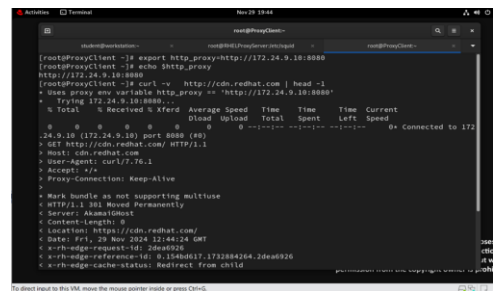 Activities Terminal Nov 29 19:44
root@ProxyClient:~
student@workstation:~ root@RHELProxyServer:/etc/squid root@ProxyClient:~
[root@ProxyClient ~]# export http_proxy=http://172.24.9.10:8080
[root@ProxyClient ~]# echo $http_proxy
http://172.24.9.10:8080
[root@ProxyClient ~]# curl -v http://cdn.redhat.com | head -1
* Uses proxy env variable http_proxy == 'http://172.24.9.10:8080'
* Trying 172.24.9.10:8080...
% Total % Received % Xferd Average Speed Time Time Time Current
Dload Upload Total Spent Left Speed
0 0 0 0 0 0 0 0 --:--:-- --:--:-- --:--:-- 0* Connected to 172
.24.9.10 (172.24.9.10) port 8080 (#0)
> GET http://cdn.redhat.com/ HTTP/1.1
> Host: cdn.redhat.com
> User-Agent: curl/7.76.1
> Accept: */*
> Proxy-Connection: Keep-Alive
>
* Mark bundle as not supporting multiuse
< HTTP/1.1 301 Moved Permanently
< Server: AkamaiGHost
< Content-Length: 0
< Location: https://cdn.redhat.com/
< Date: Fri, 29 Nov 2024 12:44:24 GMT
< x-rh-edge-request-id: 2dea6926
< x-rh-edge-reference-id: 0.154bd617.1732884264.2dea6926
< x-rh-edge-cache-status: Redirect from child
permission from the copyright owner is prohi
To direct input to this VM, move the mouse pointer inside or press Ctrl+G.